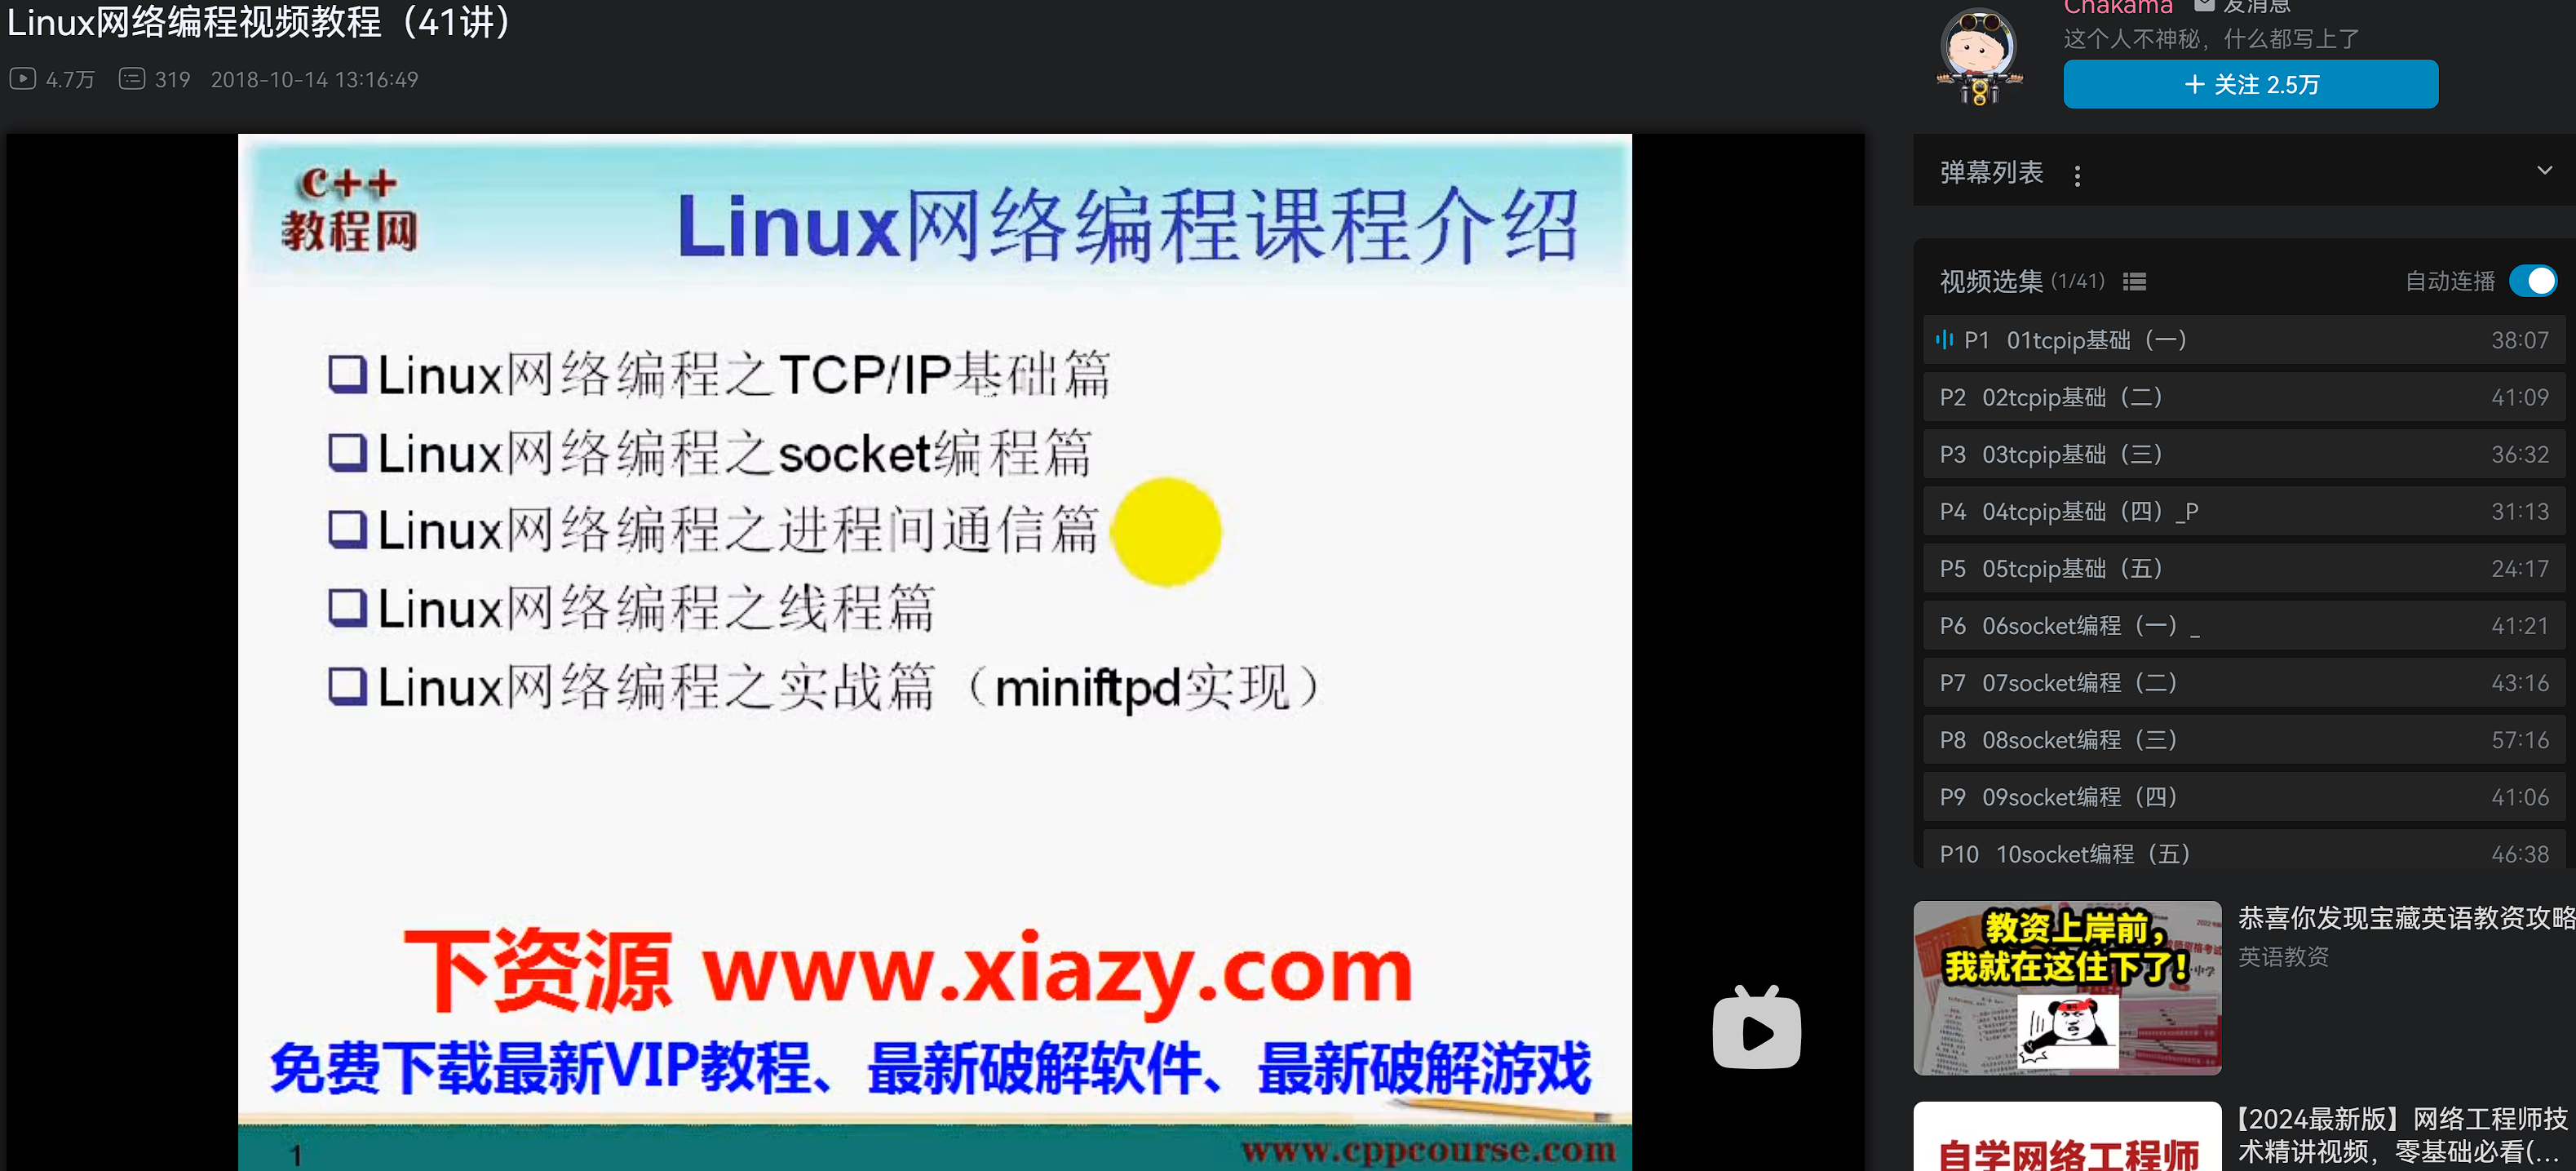 Linux网络编程视频教程（41讲）
4.7万 319 2018-10-14 13:16:49
C++
教程网
Linux网络编程课程介绍
Linux网络编程之TCP/IP基础篇
Linux网络编程之socket编程篇
Linux网络编程之进程间通信篇
Linux网络编程之线程篇
Linux网络编程之实战篇（miniftpd实现）
下资源 www.xiazy.com
免费下载最新VIP教程、最新破解软件、最新破解游戏
1
www.cppcourse.com
Chakama 发消息
这个人不神秘，什么都写上了
+ 关注 2.5万
弹幕列表
视频选集 (1/41) 自动连播
P1 01tcpip基础（一） 38:07
P2 02tcpip基础（二） 41:09
P3 03tcpip基础（三） 36:32
P4 04tcpip基础（四）_P 31:13
P5 05tcpip基础（五） 24:17
P6 06socket编程（一）_ 41:21
P7 07socket编程（二） 43:16
P8 08socket编程（三） 57:16
P9 09socket编程（四） 41:06
P10 10socket编程（五） 46:38
教资上岸前，
我就在这住下了！
恭喜你发现宝藏英语教资攻略
英语教资
自学网络工程师
【2024最新版】网络工程师技
术精讲视频，零基础必看(...